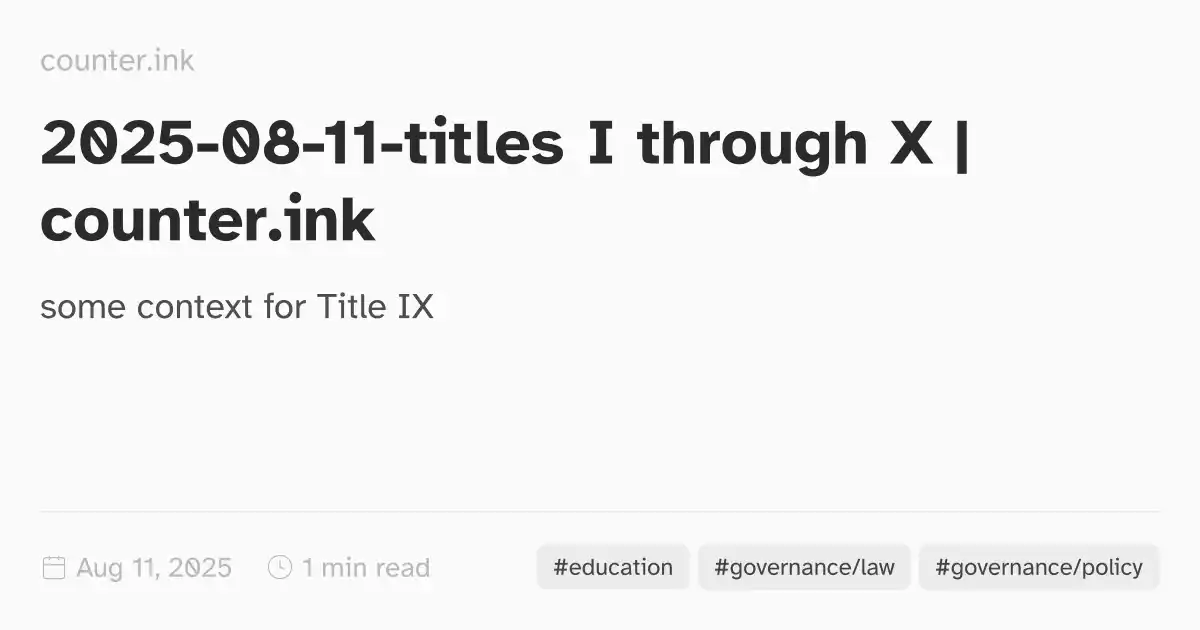 counter.ink
2025-08-11-titles I through X |
counter.ink
some context for Title IX
Aug 11, 2025 1 min read #education #governance/law #governance/policy